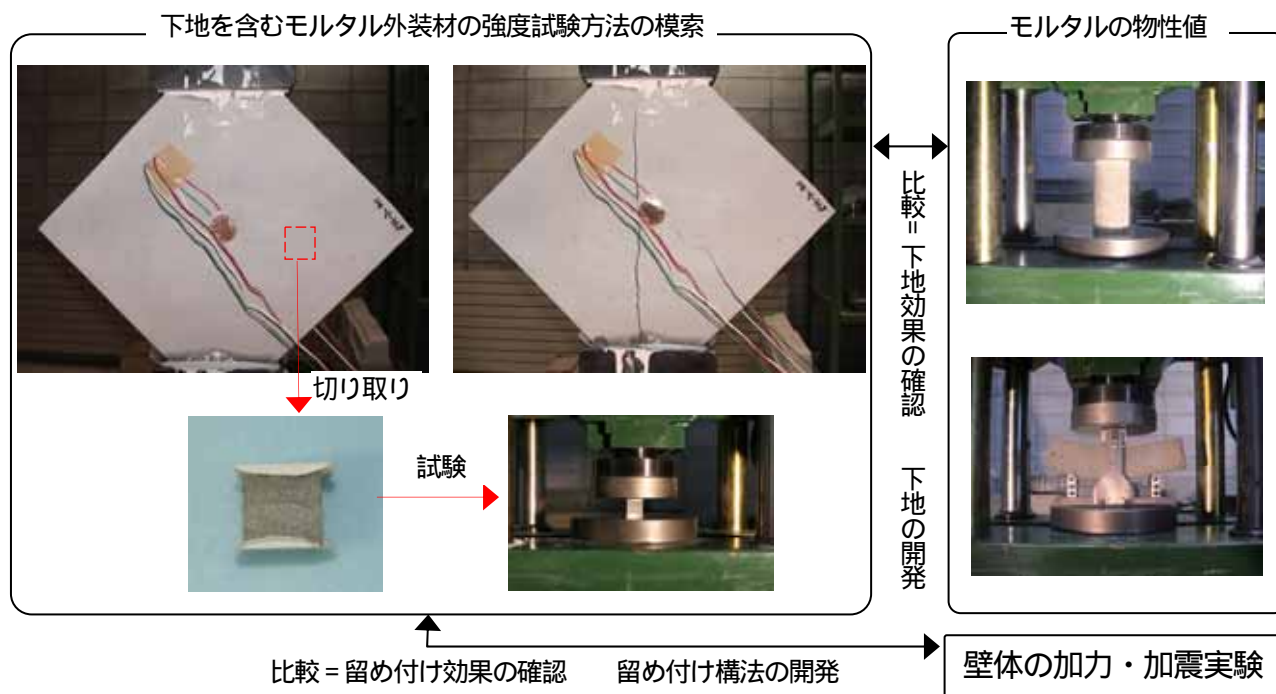 下地を含むモルタル外装材の強度試験方法の模索
モルタルの物性値
切り取り
試験
比較＝下地効果の確認
下地の開発
比較＝留め付け効果の確認
留め付け構法の開発
壁体の加力・加震実験